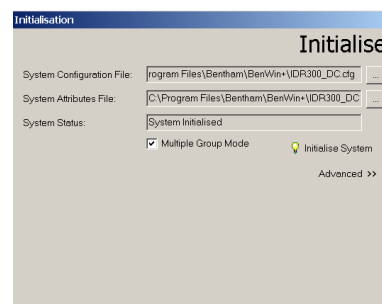 Initialisation
Initialise
System Configuration File: rogram Files\Bentham\BenWin+\IDR300_DC.cfg ...
System Attributes File: C:\Program Files\Bentham\BenWin+\IDR300_DC ...
System Status: System Initialised
Multiple Group Mode
Initialise System
Advanced >>